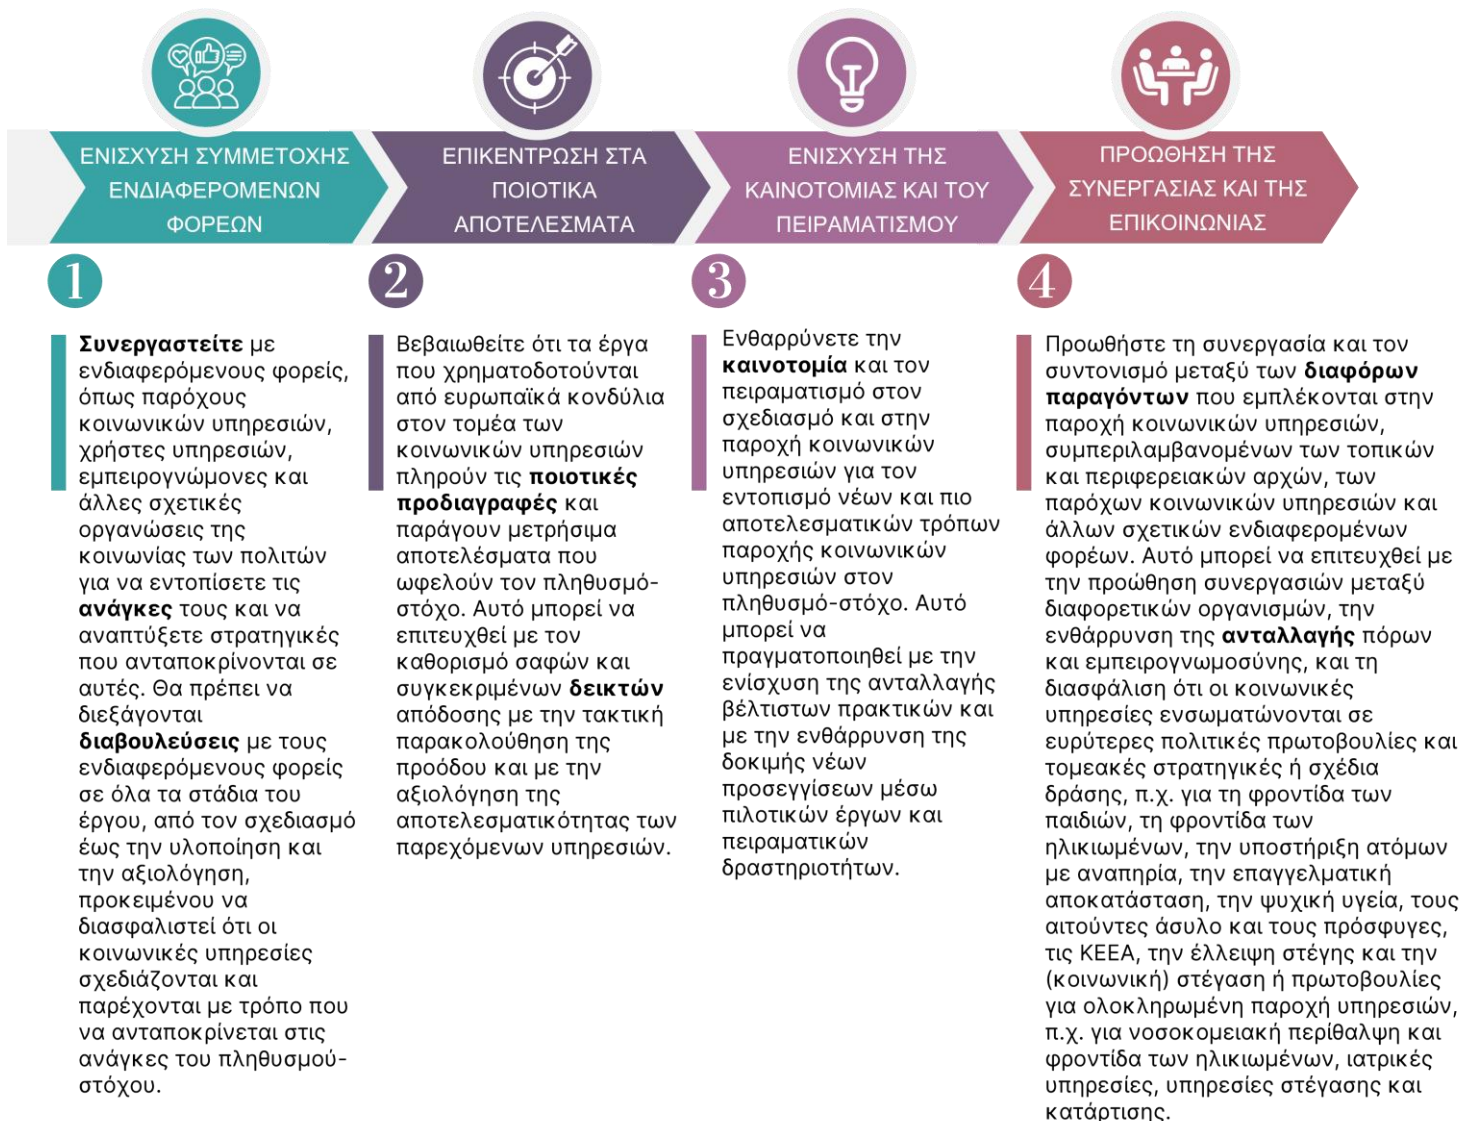 ΕΝΙΣΧΥΣΗ ΣΥΜΜΕΤΟΧΗΣ
ΕΝΔΙΑΦΕΡΟΜΕΝΩΝ
ΦΟΡΕΩΝ
1
Συνεργαστείτε με
ενδιαφερόμενους φορείς,
όπως παρόχους
κοινωνικών υπηρεσιών,
χρήστες υπηρεσιών,
εμπειρογνώμονες και
άλλες σχετικές
οργανώσεις της
κοινωνίας των πολιτών
για να εντοπίσετε τις
ανάγκες τους και να
αναπτύξετε στρατηγικές
που ανταποκρίνονται σε
αυτές. Θα πρέπει να
διεξάγονται
διαβουλεύσεις με τους
ενδιαφερόμενους φορείς
σε όλα τα στάδια του
έργου, από τον σχεδιασμό
έως την υλοποίηση και
την αξιολόγηση,
προκειμένου να
διασφαλιστεί ότι οι
κοινωνικές υπηρεσίες
σχεδιάζονται και
παρέχονται με τρόπο που
να ανταποκρίνεται στις
ανάγκες του πληθυσμού-
στόχου.
ΕΠΙΚΕΝΤΡΩΣΗ ΣΤΑ
ΠΟΙΟΤΙΚΑ
ΑΠΟΤΕΛΕΣΜΑΤΑ
2
Βεβαιωθείτε ότι τα έργα
που χρηματοδοτούνται
από ευρωπαϊκά κονδύλια
στον τομέα των
κοινωνικών υπηρεσιών
πληρούν τις ποιοτικές
προδιαγραφές και
παράγουν μετρήσιμα
αποτελέσματα που
ωφελούν τον πληθυσμό-
στόχο. Αυτό μπορεί να
επιτευχθεί με τον
καθορισμό σαφών και
συγκεκριμένων δεικτών
απόδοσης με την τακτική
παρακολούθηση της
προόδου και με την
αξιολόγηση της
αποτελεσματικότητας των
παρεχόμενων υπηρεσιών.
ΕΝΙΣΧΥΣΗ ΤΗΣ
ΚΑΙΝΟΤΟΜΙΑΣ ΚΑΙ ΤΟΥ
ΠΕΙΡΑΜΑΤΙΣΜΟΥ
3
Ενθαρρύνετε την
καινοτομία και τον
πειραματισμό στον
σχεδιασμό και στην
παροχή κοινωνικών
υπηρεσιών για τον
εντοπισμό νέων και πιο
αποτελεσματικών τρόπων
παροχής κοινωνικών
υπηρεσιών στον
πληθυσμό-στόχο. Αυτό
μπορεί να
πραγματοποιηθεί με την
ενίσχυση της ανταλλαγής
βέλτιστων πρακτικών και
με την ενθάρρυνση της
δοκιμής νέων
προσεγγίσεων μέσω
πιλοτικών έργων και
πειραματικών
δραστηριοτήτων.
ΠΡΟΩΘΗΣΗ ΤΗΣ
ΣΥΝΕΡΓΑΣΙΑΣ ΚΑΙ ΤΗΣ
ΕΠΙΚΟΙΝΩΝΙΑΣ
4
Προωθήστε τη συνεργασία και τον
συντονισμό μεταξύ των διαφόρων
παραγόντων που εμπλέκονται στην
παροχή κοινωνικών υπηρεσιών,
συμπεριλαμβανομένων των τοπικών
και περιφερειακών αρχών, των
παρόχων κοινωνικών υπηρεσιών και
άλλων σχετικών ενδιαφερομένων
φορέων. Αυτό μπορεί να επιτευχθεί με
την προώθηση συνεργασιών μεταξύ
διαφορετικών οργανισμών, την
ενθάρρυνση της ανταλλαγής πόρων
και εμπειρογνωμοσύνης, και τη
διασφάλιση ότι οι κοινωνικές
υπηρεσίες ενσωματώνονται σε
ευρύτερες πολιτικές πρωτοβουλίες και
τομεακές στρατηγικές ή σχέδια
δράσης, π.χ. για τη φροντίδα των
παιδιών, τη φροντίδα των
ηλικιωμένων, την υποστήριξη ατόμων
με αναπηρία, την επαγγελματική
αποκατάσταση, την ψυχική υγεία, τους
αιτούντες άσυλο και τους πρόσφυγες,
τις ΚΕΕΑ, την έλλειψη στέγης και την
(κοινωνική) στέγαση ή πρωτοβουλίες
για ολοκληρωμένη παροχή υπηρεσιών,
π.χ. για νοσοκομειακή περίθαλψη και
φροντίδα των ηλικιωμένων, ιατρικές
υπηρεσίες, υπηρεσίες στέγασης και
κατάρτισης.